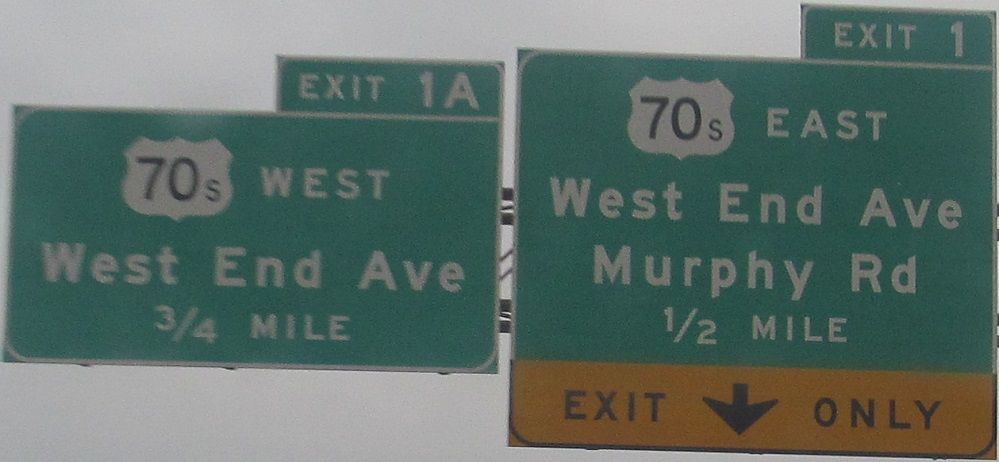 EXIT 1A
70S WEST
West End Ave
3/4 MILE
EXIT 1
70S EAST
West End Ave
Murphy Rd
1/2 MILE
EXIT ONLY